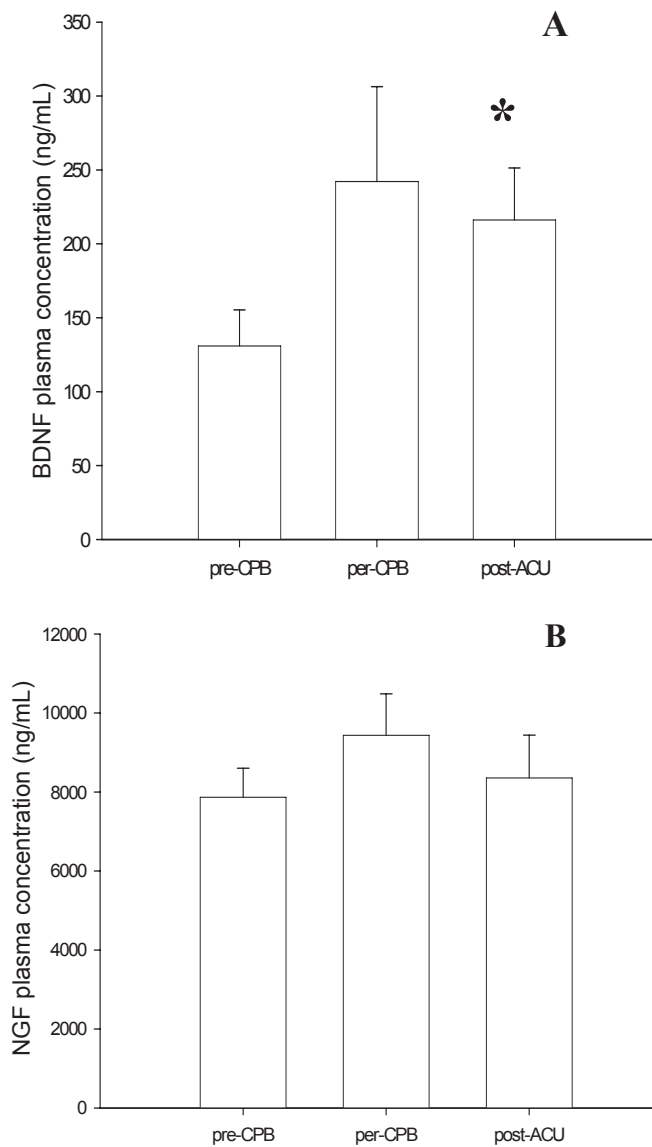 A
BDNF plasma concentration (ng/mL)
350
300
250
200
150
100
50
0
*
pre-CPB
per-CPB
post-ACU
B
NGF plasma concentration (ng/mL)
12000
10000
8000
6000
4000
2000
0
pre-CPB
per-CPB
post-ACU